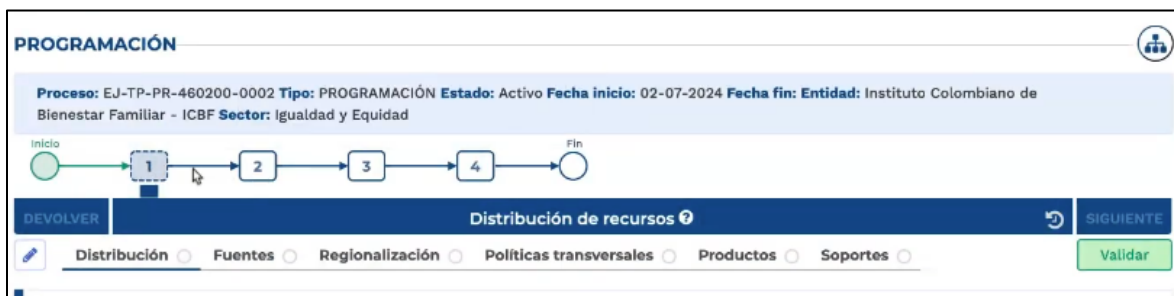 PROGRAMACIÓN
Proceso: EJ-TP-PR-460200-0002 Tipo: PROGRAMACIÓN Estado: Activo Fecha inicio: 02-07-2024 Fecha fin: Entidad: Instituto Colombiano de
Bienestar Familiar - ICBF Sector: Igualdad y Equidad
Inicio Fin
1 2 3 4
DEVOLVER Distribución de recursos ? SIGUIENTE
Distribución Fuentes Regionalización Políticas transversales Productos Soportes Validar